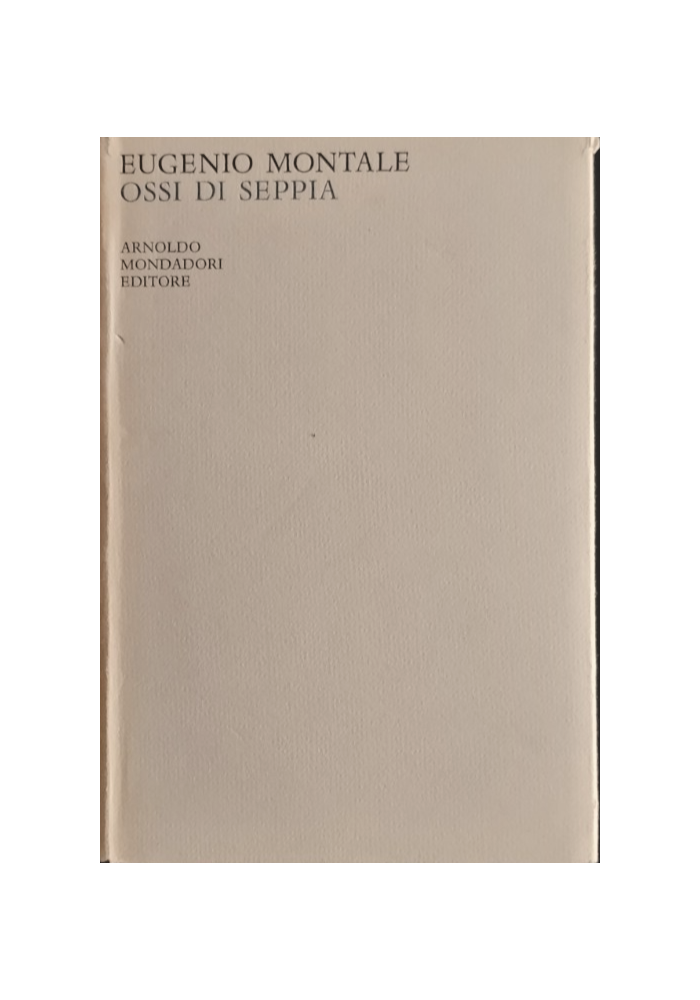 EUGENIO MONTALE
OSSI DI SEPPIA
ARNOLDO
MONDADORI
EDITORE